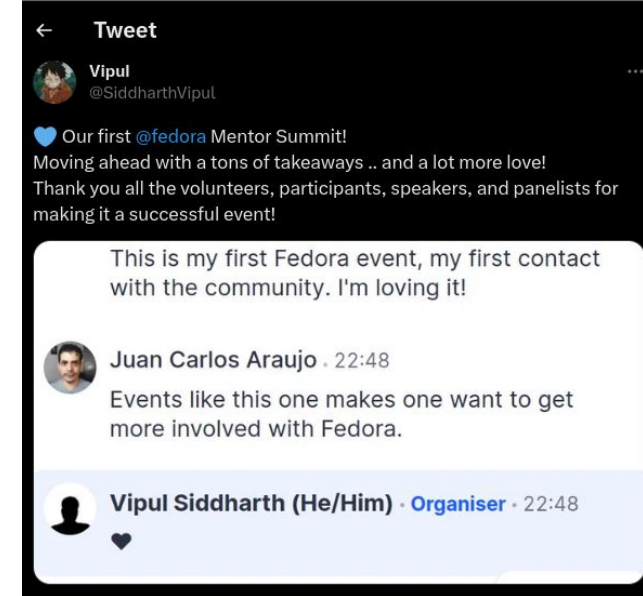 ← Tweet
Vipul
@SiddharthVipul
💙 Our first @fedora Mentor Summit!
Moving ahead with a tons of takeaways .. and a lot more love!
Thank you all the volunteers, participants, speakers, and panelists for
making it a successful event!
This is my first Fedora event, my first contact
with the community. I'm loving it!
Juan Carlos Araujo · 22:48
Events like this one makes one want to get
more involved with Fedora.
Vipul Siddharth (He/Him) · Organiser · 22:48
♥